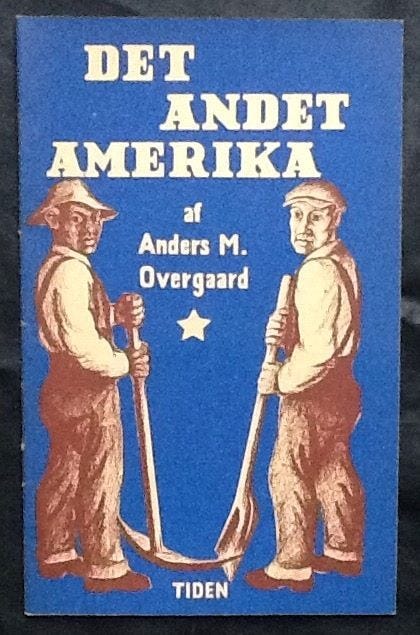 DET
ANDET
AMERIKA
af
Anders M.
Overgaard
TIDEN